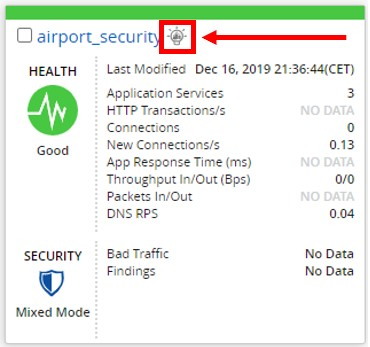 airport_security
HEALTH
Good
Last Modified Dec 16, 2019 21:36:44(CET)
Application Services 3
HTTP Transactions/s NO DATA
Connections 0
New Connections/s 0.13
App Response Time (ms) NO DATA
Throughput In/Out (Bps) 0/0
Packets In/Out NO DATA
DNS RPS 0.04
SECURITY
Mixed Mode
Bad Traffic No Data
Findings No Data